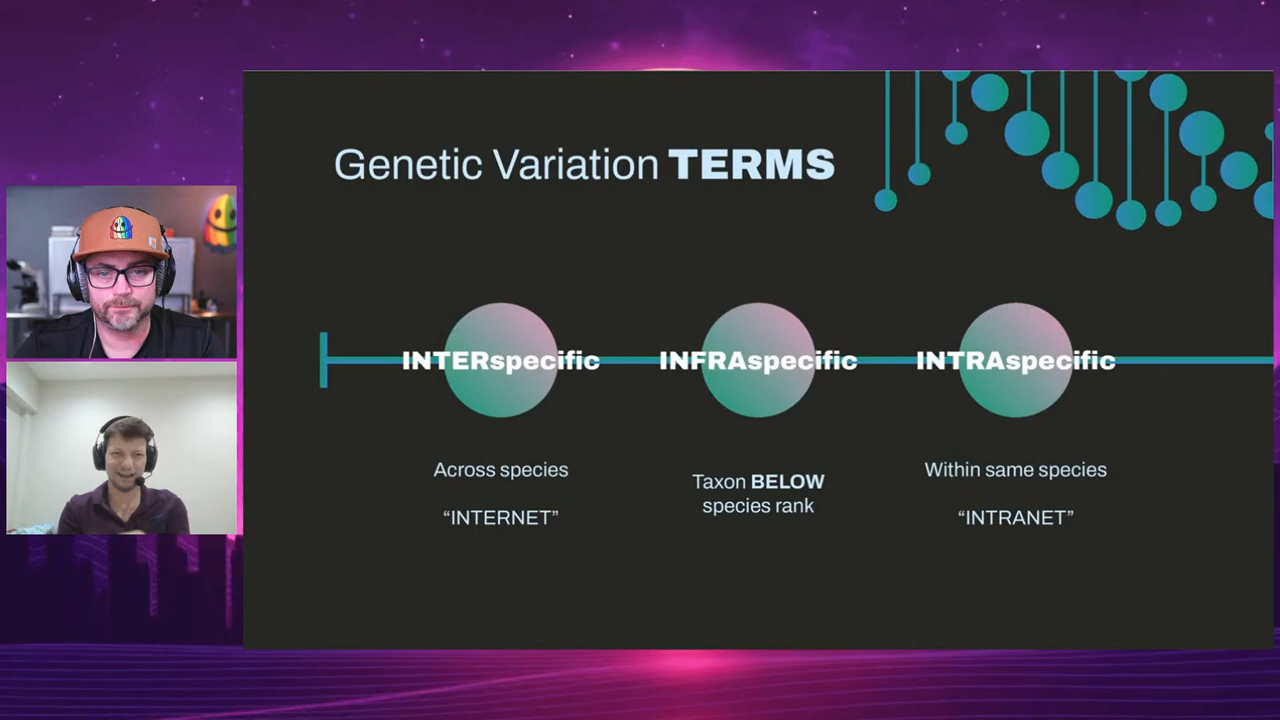 Genetic Variation TERMS
INTERspecific
INFRAspecific
INTRAspecific
Across species
"INTERNET"
Taxon BELOW
species rank
Within same species
"INTRANET"